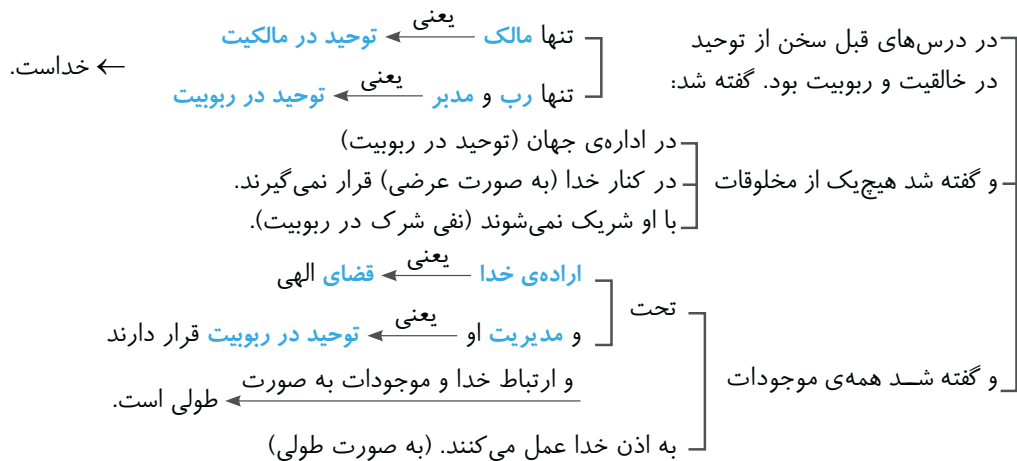 در درس‌های قبل سخن از توحید
در خالقیت و ربوبیت بود. گفته شد:
تنها مالک یعنی توحید در مالکیت
تنها رب و مدبر یعنی توحید در ربوبیت
← خداست.
و گفته شد هیچ‌یک از مخلوقات
در اداره‌ی جهان (توحید در ربوبیت)
در کنار خدا (به صورت عرضی) قرار نمی‌گیرند.
با او شریک نمی‌شوند (نفی شرک در ربوبیت).
و گفته شد همه‌ی موجودات
تحت
اراده‌ی خدا یعنی قضای الهی
و مدیریت او یعنی توحید در ربوبیت قرار دارند
و ارتباط خدا و موجودات به صورت طولی است.
به اذن خدا عمل می‌کنند. (به صورت طولی)